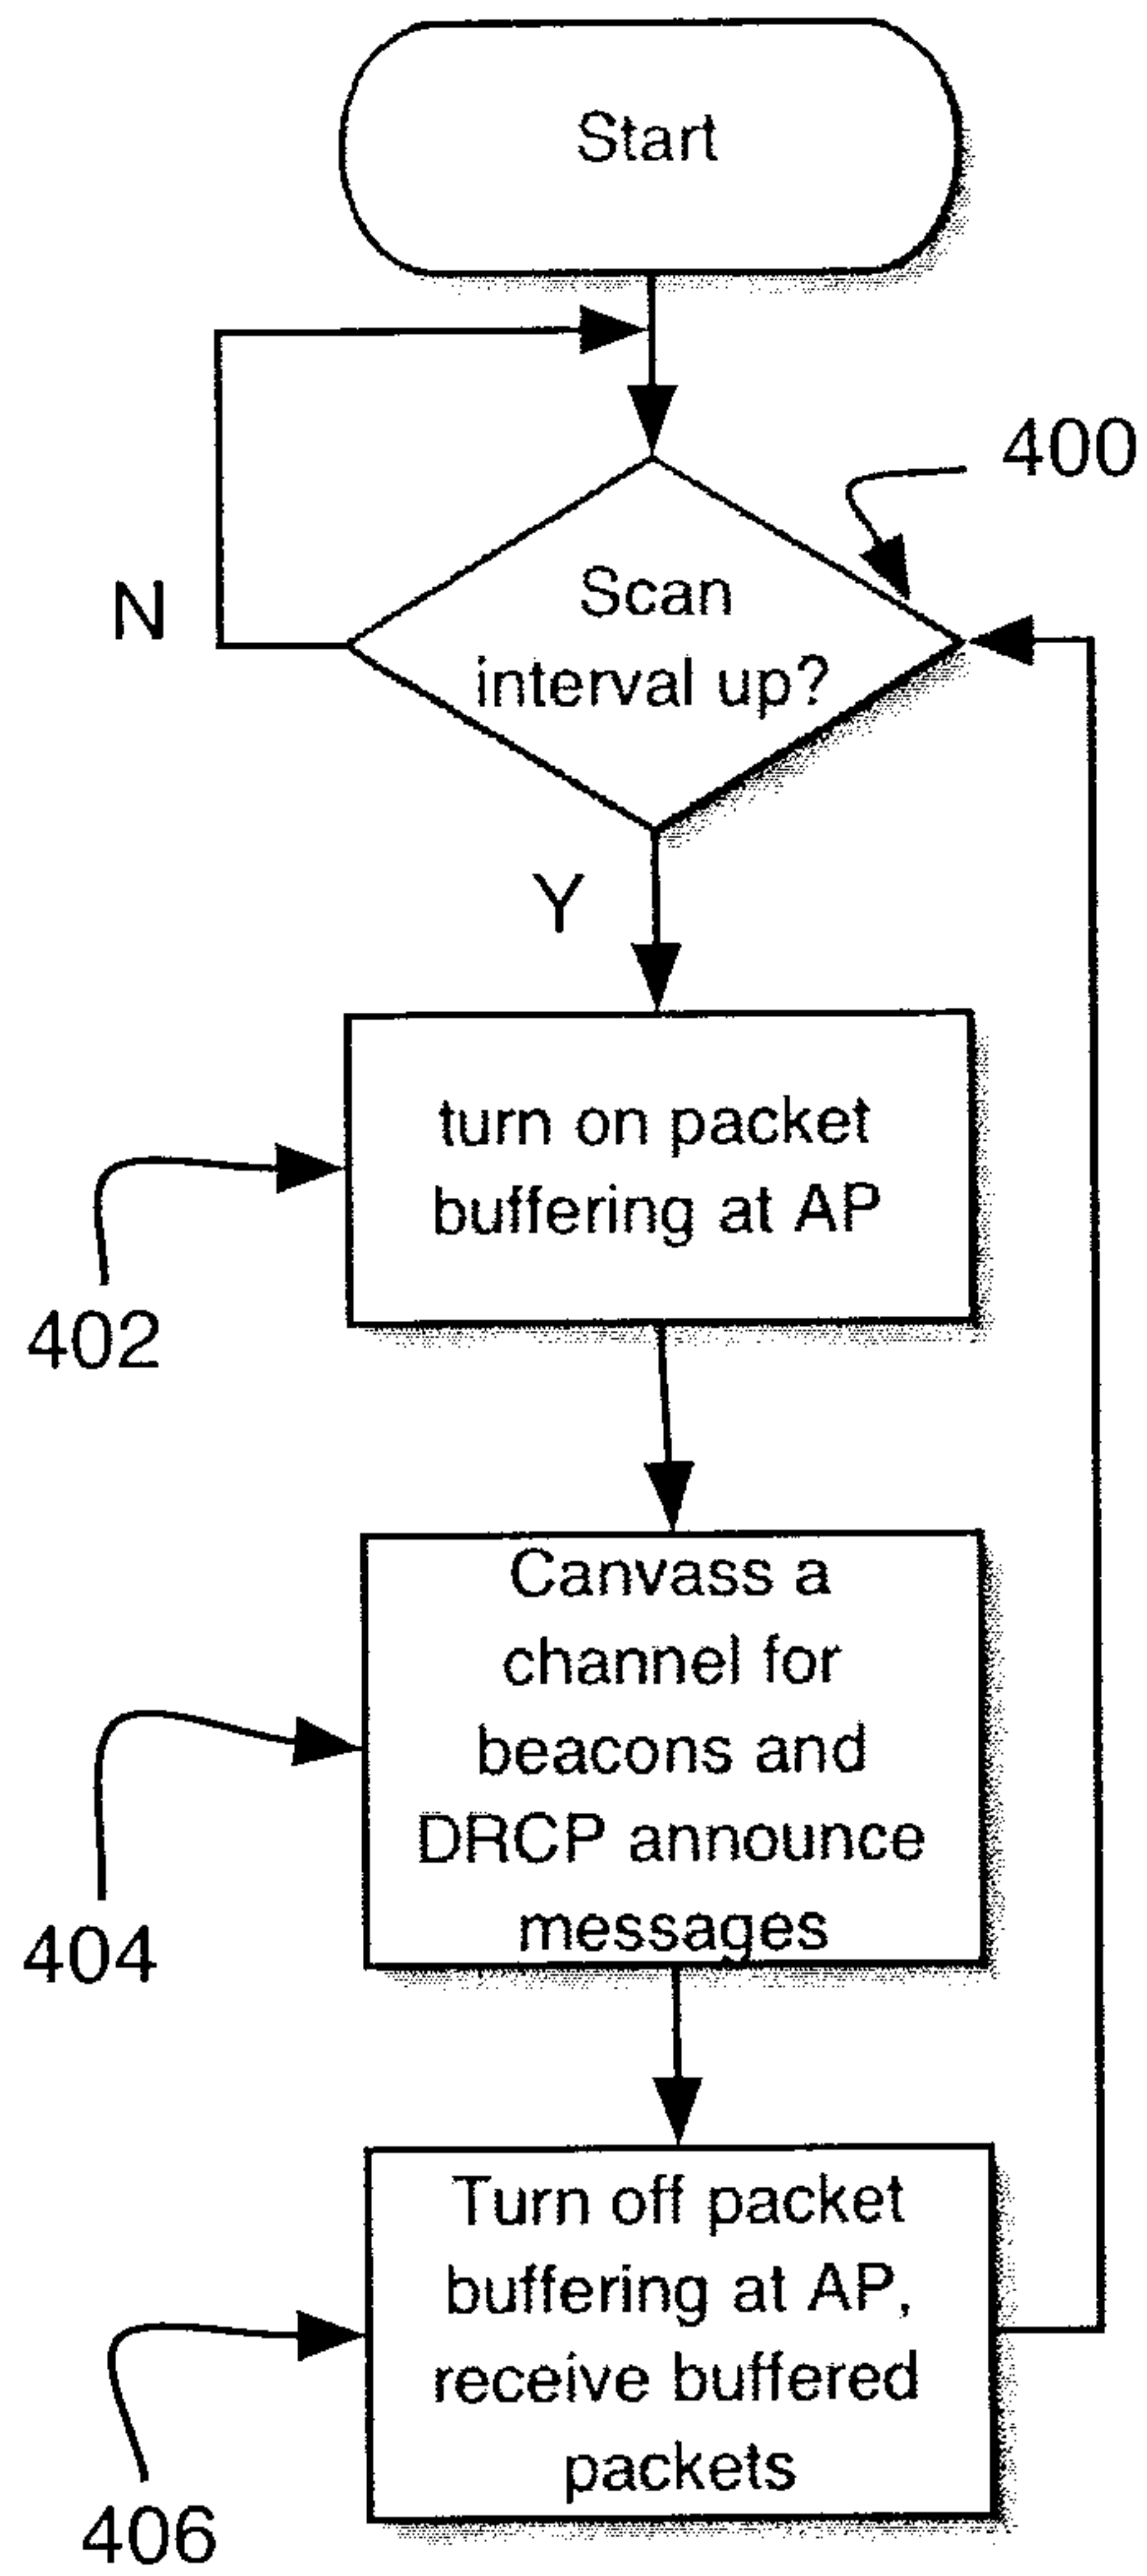 Start
400
Scan
interval up?
N
Y
turn on packet
buffering at AP
402
Canvass a
channel for
beacons and
DRCP announce
messages
404
Turn off packet
buffering at AP,
receive buffered
packets
406